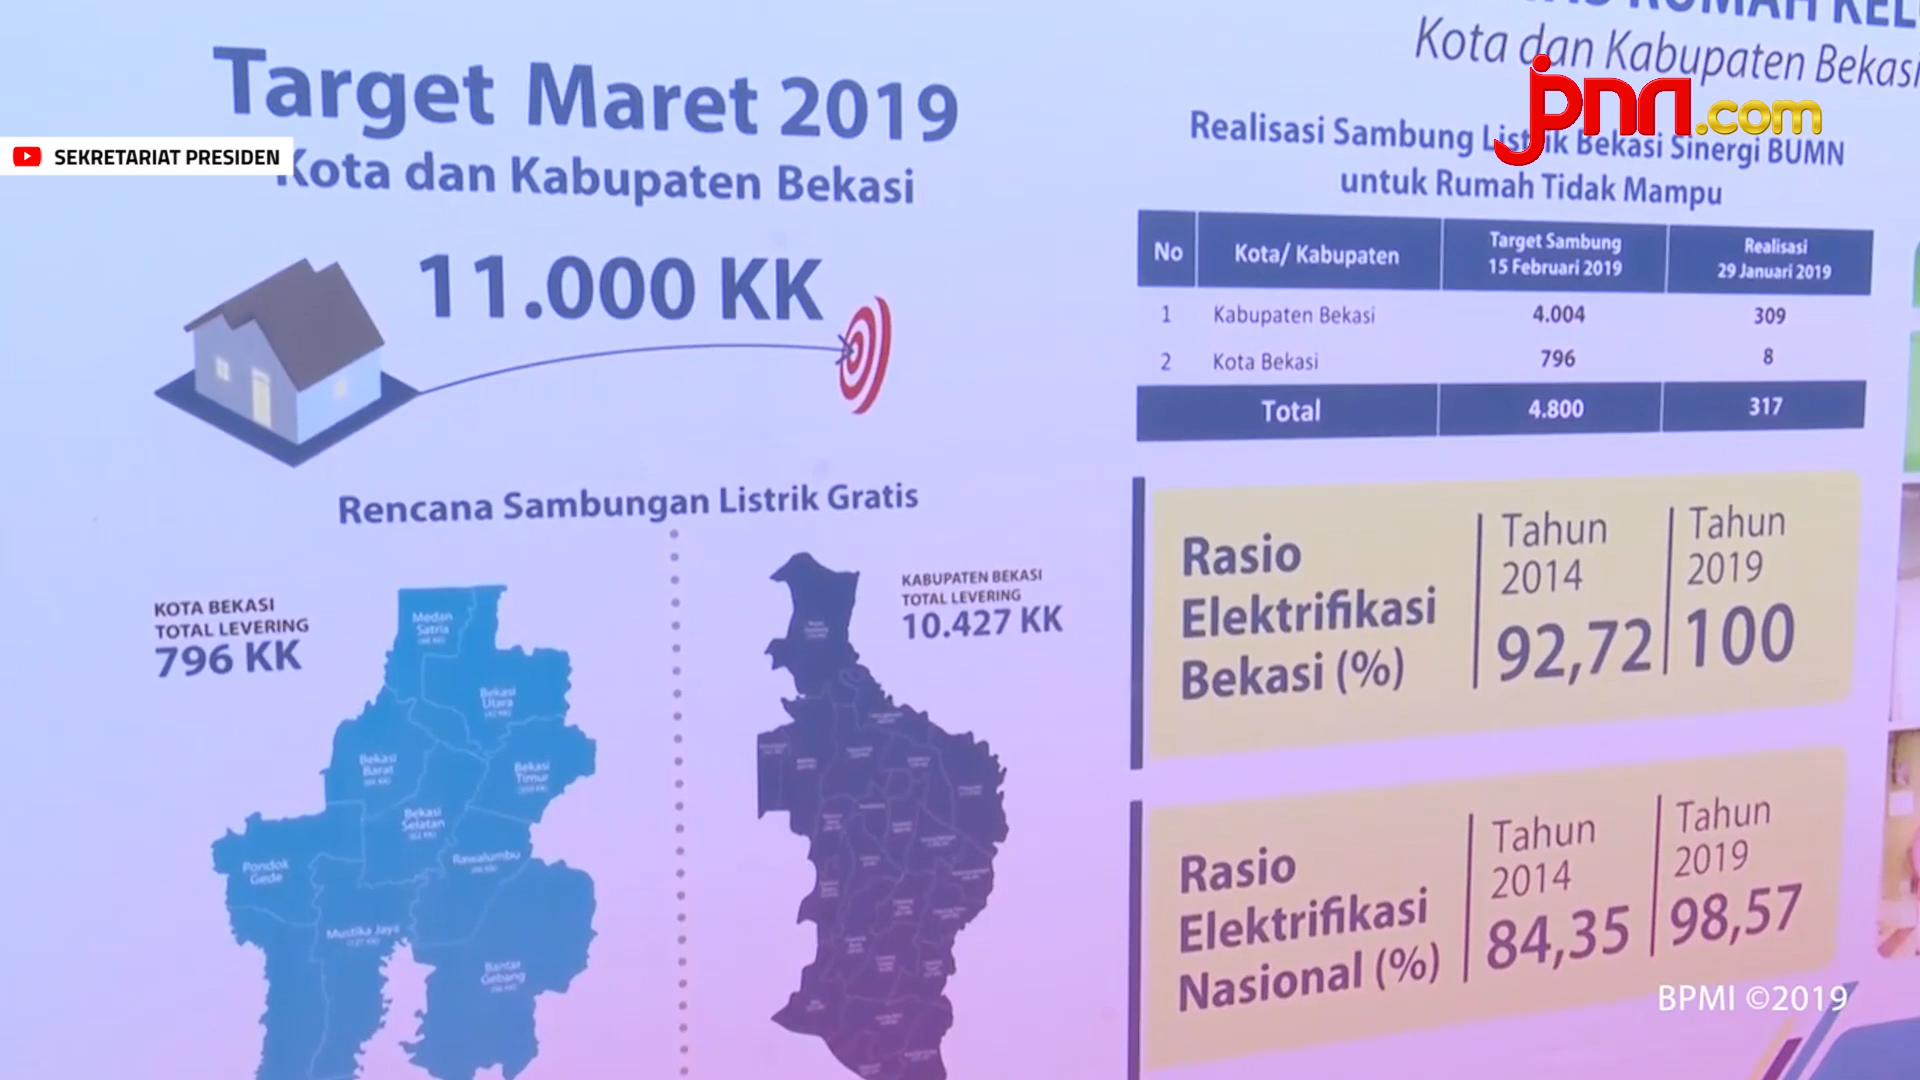 Target Maret 2019
SEKRETARIAT PRESIDEN
Kota dan Kabupaten Bekasi
11.000 KK
Rencana Sambungan Listrik Gratis
KOTA BEKASI
TOTAL LEVERING
796 KK
Medan
Satria
Bekasi
Utara
Bekasi
Barat
Bekasi
Timur
Bekasi
Selatan
Rawalumbu
Pondok
Gede
Mustika Jaya
Bantar
Gebang
KABUPATEN BEKASI
TOTAL LEVERING
10.427 KK
Kota dan Kabupaten Bekasi
jpnn.com
Realisasi Sambung Listrik Bekasi Sinergi BUMN
untuk Rumah Tidak Mampu
No Kota/ Kabupaten Target Sambung 15 Februari 2019 Realisasi 29 Januari 2019
1 Kabupaten Bekasi 4.004 309
2 Kota Bekasi 796 8
Total 4.800 317
Rasio
Elektrifikasi
Bekasi (%)
Tahun
2014
92,72
Tahun
2019
100
Rasio
Elektrifikasi
Nasional (%)
Tahun
2014
84,35
Tahun
2019
98,57
BPMI ©2019